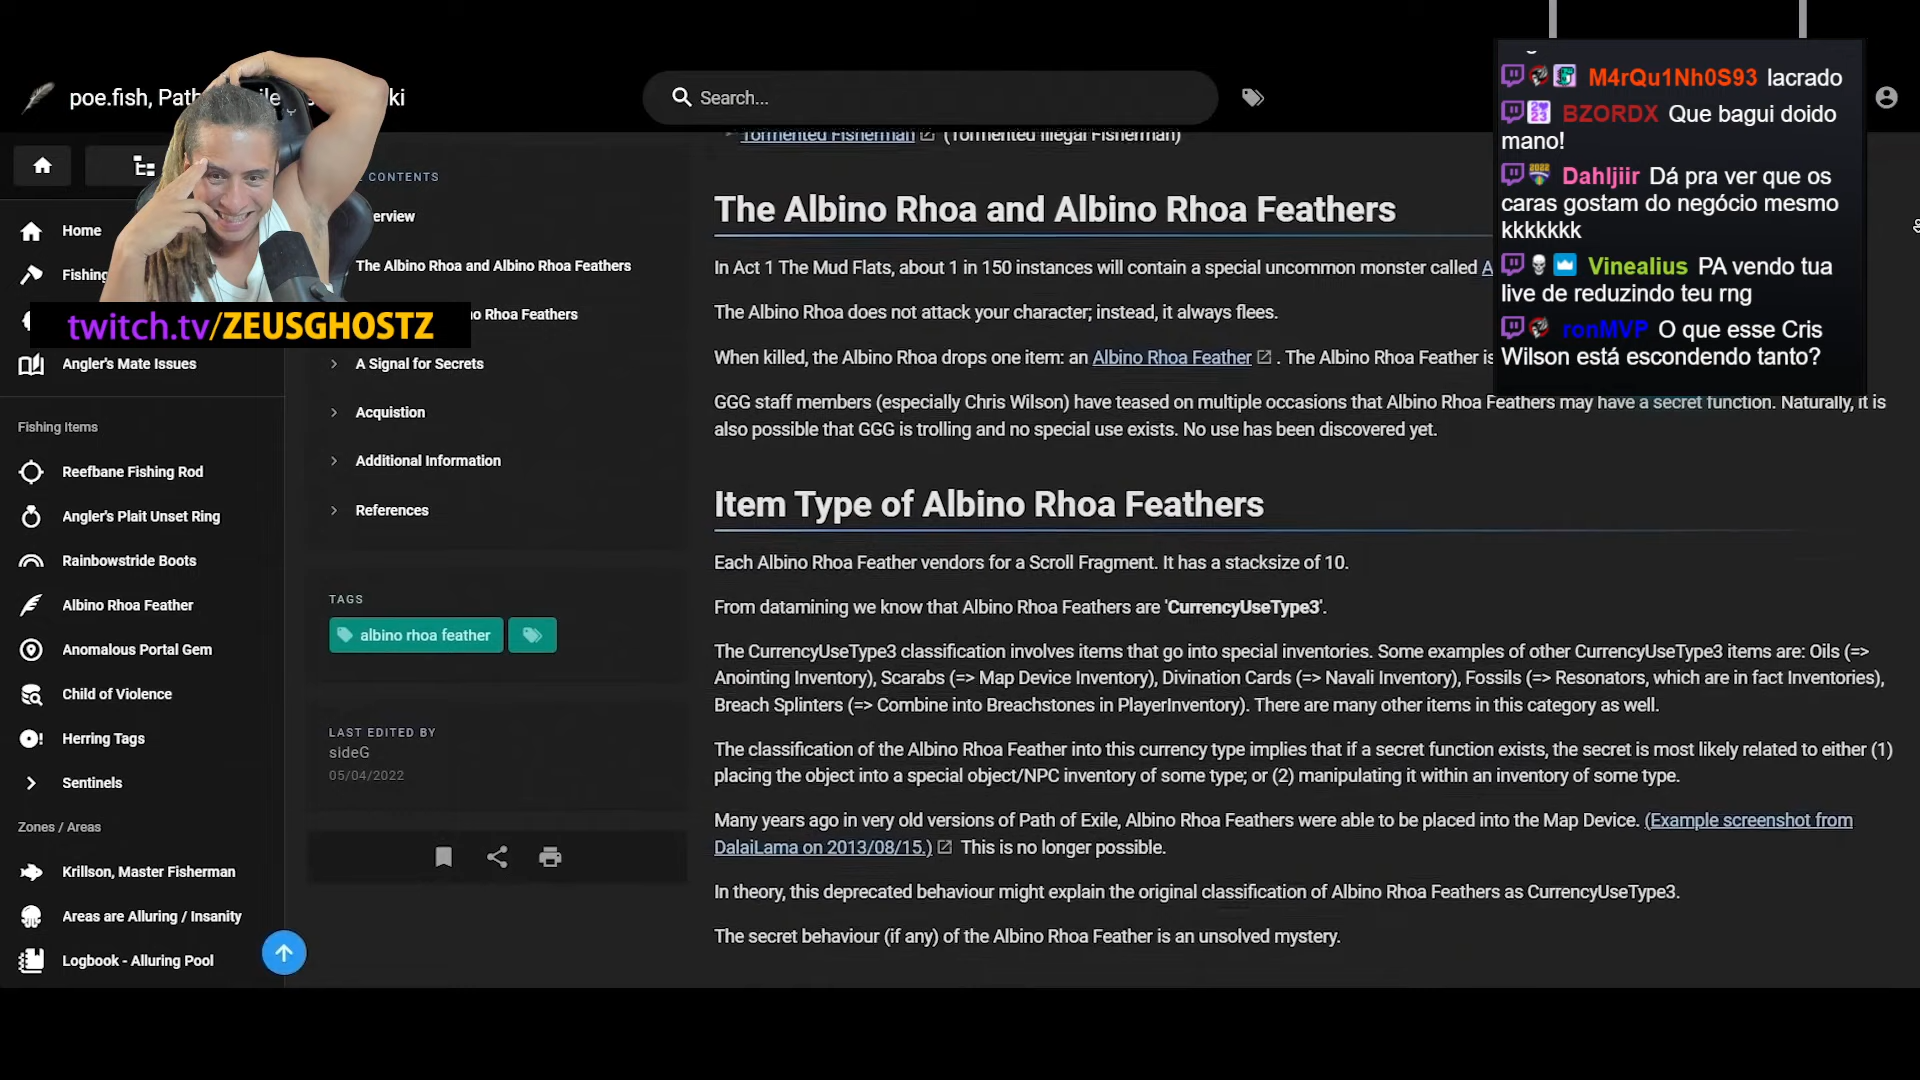 poe.fish, Path
ki
Search...
Home
Fishing
twitch.tv/ZEUSGHOSTZ
Angler's Mate Issues
Fishing Items
Reefbane Fishing Rod
Angler's Plait Unset Ring
Rainbowstride Boots
Albino Rhoa Feather
Anomalous Portal Gem
Child of Violence
Herring Tags
Sentinels
Zones / Areas
Krillson, Master Fisherman
Areas are Alluring / Insanity
Logbook - Alluring Pool
CONTENTS
erview
The Albino Rhoa and Albino Rhoa Feathers
o Rhoa Feathers
A Signal for Secrets
Acquistion
Additional Information
References
TAGS
albino rhoa feather
LAST EDITED BY
sideG
05/04/2022
Tormented Fisherman (Tormented Illegal Fisherman)
The Albino Rhoa and Albino Rhoa Feathers
In Act 1 The Mud Flats, about 1 in 150 instances will contain a special uncommon monster called A
The Albino Rhoa does not attack your character; instead, it always flees.
When killed, the Albino Rhoa drops one item: an Albino Rhoa Feather . The Albino Rhoa Feather is
GGG staff members (especially Chris Wilson) have teased on multiple occasions that Albino Rhoa Feathers may have a secret function. Naturally, it is
also possible that GGG is trolling and no special use exists. No use has been discovered yet.
Item Type of Albino Rhoa Feathers
Each Albino Rhoa Feather vendors for a Scroll Fragment. It has a stacksize of 10.
From datamining we know that Albino Rhoa Feathers are 'CurrencyUseType3'.
The CurrencyUseType3 classification involves items that go into special inventories. Some examples of other CurrencyUseType3 items are: Oils (=>
Anointing Inventory), Scarabs (=> Map Device Inventory), Divination Cards (=> Navali Inventory), Fossils (=> Resonators, which are in fact Inventories),
Breach Splinters (=> Combine into Breachstones in PlayerInventory). There are many other items in this category as well.
The classification of the Albino Rhoa Feather into this currency type implies that if a secret function exists, the secret is most likely related to either (1)
placing the object into a special object/NPC inventory of some type; or (2) manipulating it within an inventory of some type.
Many years ago in very old versions of Path of Exile, Albino Rhoa Feathers were able to be placed into the Map Device. (Example screenshot from
DalaiLama on 2013/08/15.) This is no longer possible.
In theory, this deprecated behaviour might explain the original classification of Albino Rhoa Feathers as CurrencyUseType3.
The secret behaviour (if any) of the Albino Rhoa Feather is an unsolved mystery.
M4rQu1Nh0S93 lacrado
BZORDX Que bagui doido
mano!
Dahljiir Dá pra ver que os
caras gostam do negócio mesmo
kkkkkkk
Vinealius PA vendo tua
live de reduzindo teu rng
ronMVP O que esse Cris
Wilson está escondendo tanto?